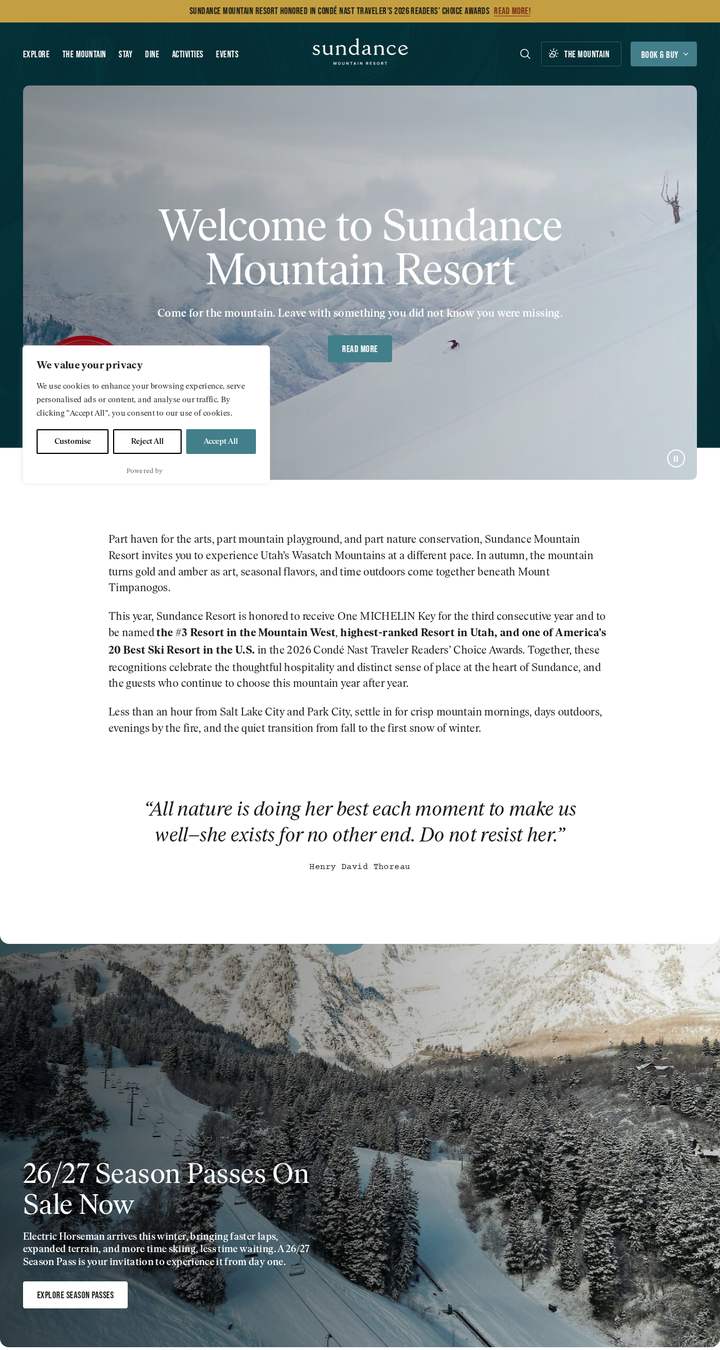 SUNDANCE MOUNTAIN RESORT HONORED IN CONDÉ NAST TRAVELER'S 2026 READERS' CHOICE AWARDS READ MORE!
EXPLORE THE MOUNTAIN STAY DINE ACTIVITIES EVENTS
sundance
MOUNTAIN RESORT
THE MOUNTAIN
BOOK & BUY
Welcome to Sundance
Mountain Resort
Come for the mountain. Leave with something you did not know you were missing.
READ MORE
We value your privacy
We use cookies to enhance your browsing experience, serve
personalised ads or content, and analyse our traffic. By
clicking "Accept All", you consent to our use of cookies.
Customise Reject All Accept All
Powered by
Part haven for the arts, part mountain playground, and part nature conservation, Sundance Mountain
Resort invites you to experience Utah's Wasatch Mountains at a different pace. In autumn, the mountain
turns gold and amber as art, seasonal flavors, and time outdoors come together beneath Mount
Timpanogos.
This year, Sundance Resort is honored to receive One MICHELIN Key for the third consecutive year and to
be named the #3 Resort in the Mountain West, highest-ranked Resort in Utah, and one of America's
20 Best Ski Resort in the U.S. in the 2026 Condé Nast Traveler Readers' Choice Awards. Together, these
recognitions celebrate the thoughtful hospitality and distinct sense of place at the heart of Sundance, and
the guests who continue to choose this mountain year after year.
Less than an hour from Salt Lake City and Park City, settle in for crisp mountain mornings, days outdoors,
evenings by the fire, and the quiet transition from fall to the first snow of winter.
“All nature is doing her best each moment to make us
well—she exists for no other end. Do not resist her.”
Henry David Thoreau
26/27 Season Passes On
Sale Now
Electric Horseman arrives this winter, bringing faster laps,
expanded terrain, and more time skiing, less time waiting. A 26/27
Season Pass is your invitation to experience it from day one.
EXPLORE SEASON PASSES